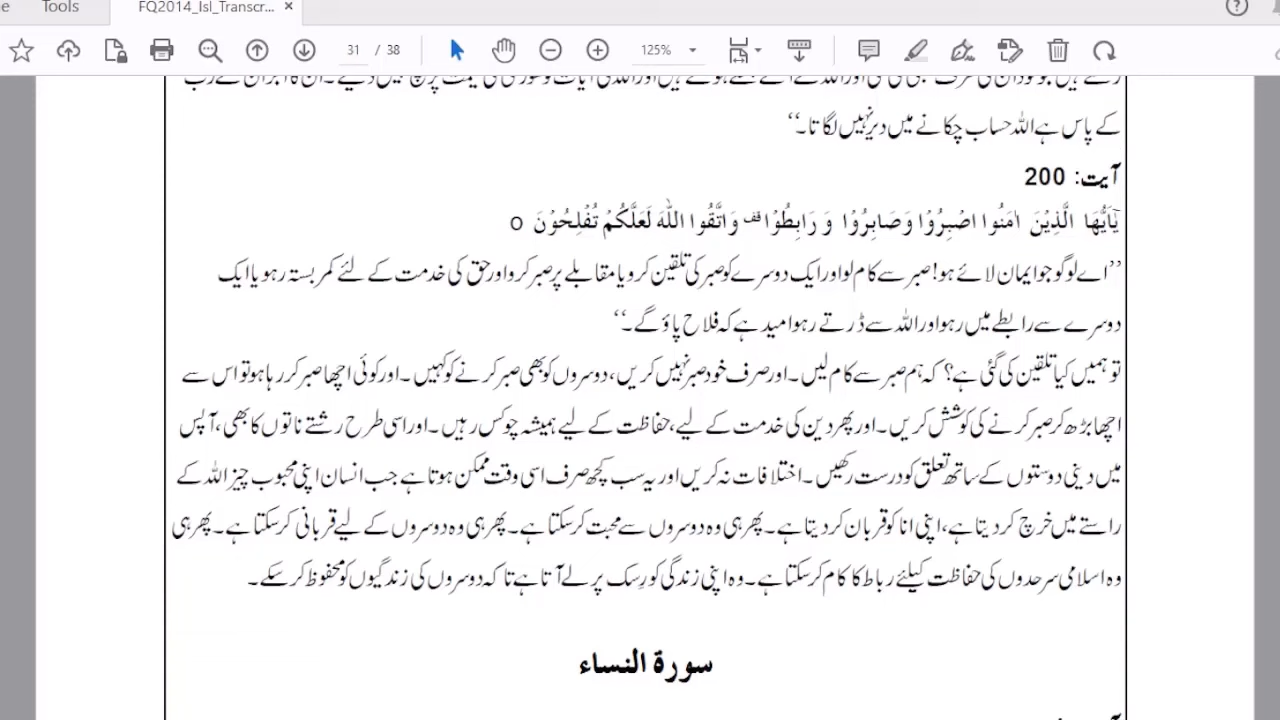 Tools FQ2014_Isl_Transcr... ×
31 / 38 125%
کے پاس ہے اللہ حساب چکانے میں دیر نہیں لگاتا۔‘‘
آیت: 200
يٰٓاَيُّهَا الَّذِيْنَ اٰمَنُوا اصْبِرُوْا وَصَابِرُوْا وَ رَابِطُوْا قف وَاتَّقُوا اللّٰهَ لَعَلَّكُمْ تُفْلِحُوْنَ o
’’اے لوگو جو ایمان لائے ہو! صبر سے کام لو اور ایک دوسرے کو صبر کی تلقین کرو یا مقابلے پر صبر کرو اور حق کی خدمت کے لئے کمر بستہ رہو یا ایک
دوسرے سے رابطے میں رہو اور اللہ سے ڈرتے رہو امید ہے کہ فلاح پاؤ گے۔‘‘
تو ہمیں کیا تلقین کی گئی ہے؟ کہ ہم صبر سے کام لیں۔ اور صرف خود صبر نہیں کریں، دوسروں کو بھی صبر کرنے کو کہیں۔ اور کوئی اچھا صبر کر رہا ہو تو اس سے
اچھا بڑھ کر صبر کرنے کی کوشش کریں۔ اور پھر دین کی خدمت کے لیے، حفاظت کے لیے ہمیشہ چوکس رہیں۔ اور اسی طرح رشتے ناتوں کا بھی، آپس
میں دینی دوستوں کے ساتھ تعلق کو درست رکھیں۔ اختلافات نہ کریں اور یہ سب کچھ صرف اسی وقت ممکن ہوتا ہے جب انسان اپنی محبوب چیز اللہ کے
راستے میں خرچ کر دیتا ہے، اپنی انا کو قربان کر دیتا ہے۔ پھر ہی وہ دوسروں سے محبت کر سکتا ہے۔ پھر ہی وہ دوسروں کے لیے قربانی کر سکتا ہے۔ پھر ہی
وہ اسلامی سرحدوں کی حفاظت کیلئے رباط کا کام کر سکتا ہے۔ وہ اپنی زندگی کو رسک پر لے آتا ہے تاکہ دوسروں کی زندگیوں کو محفوظ کر سکے۔
سورۃ النساء